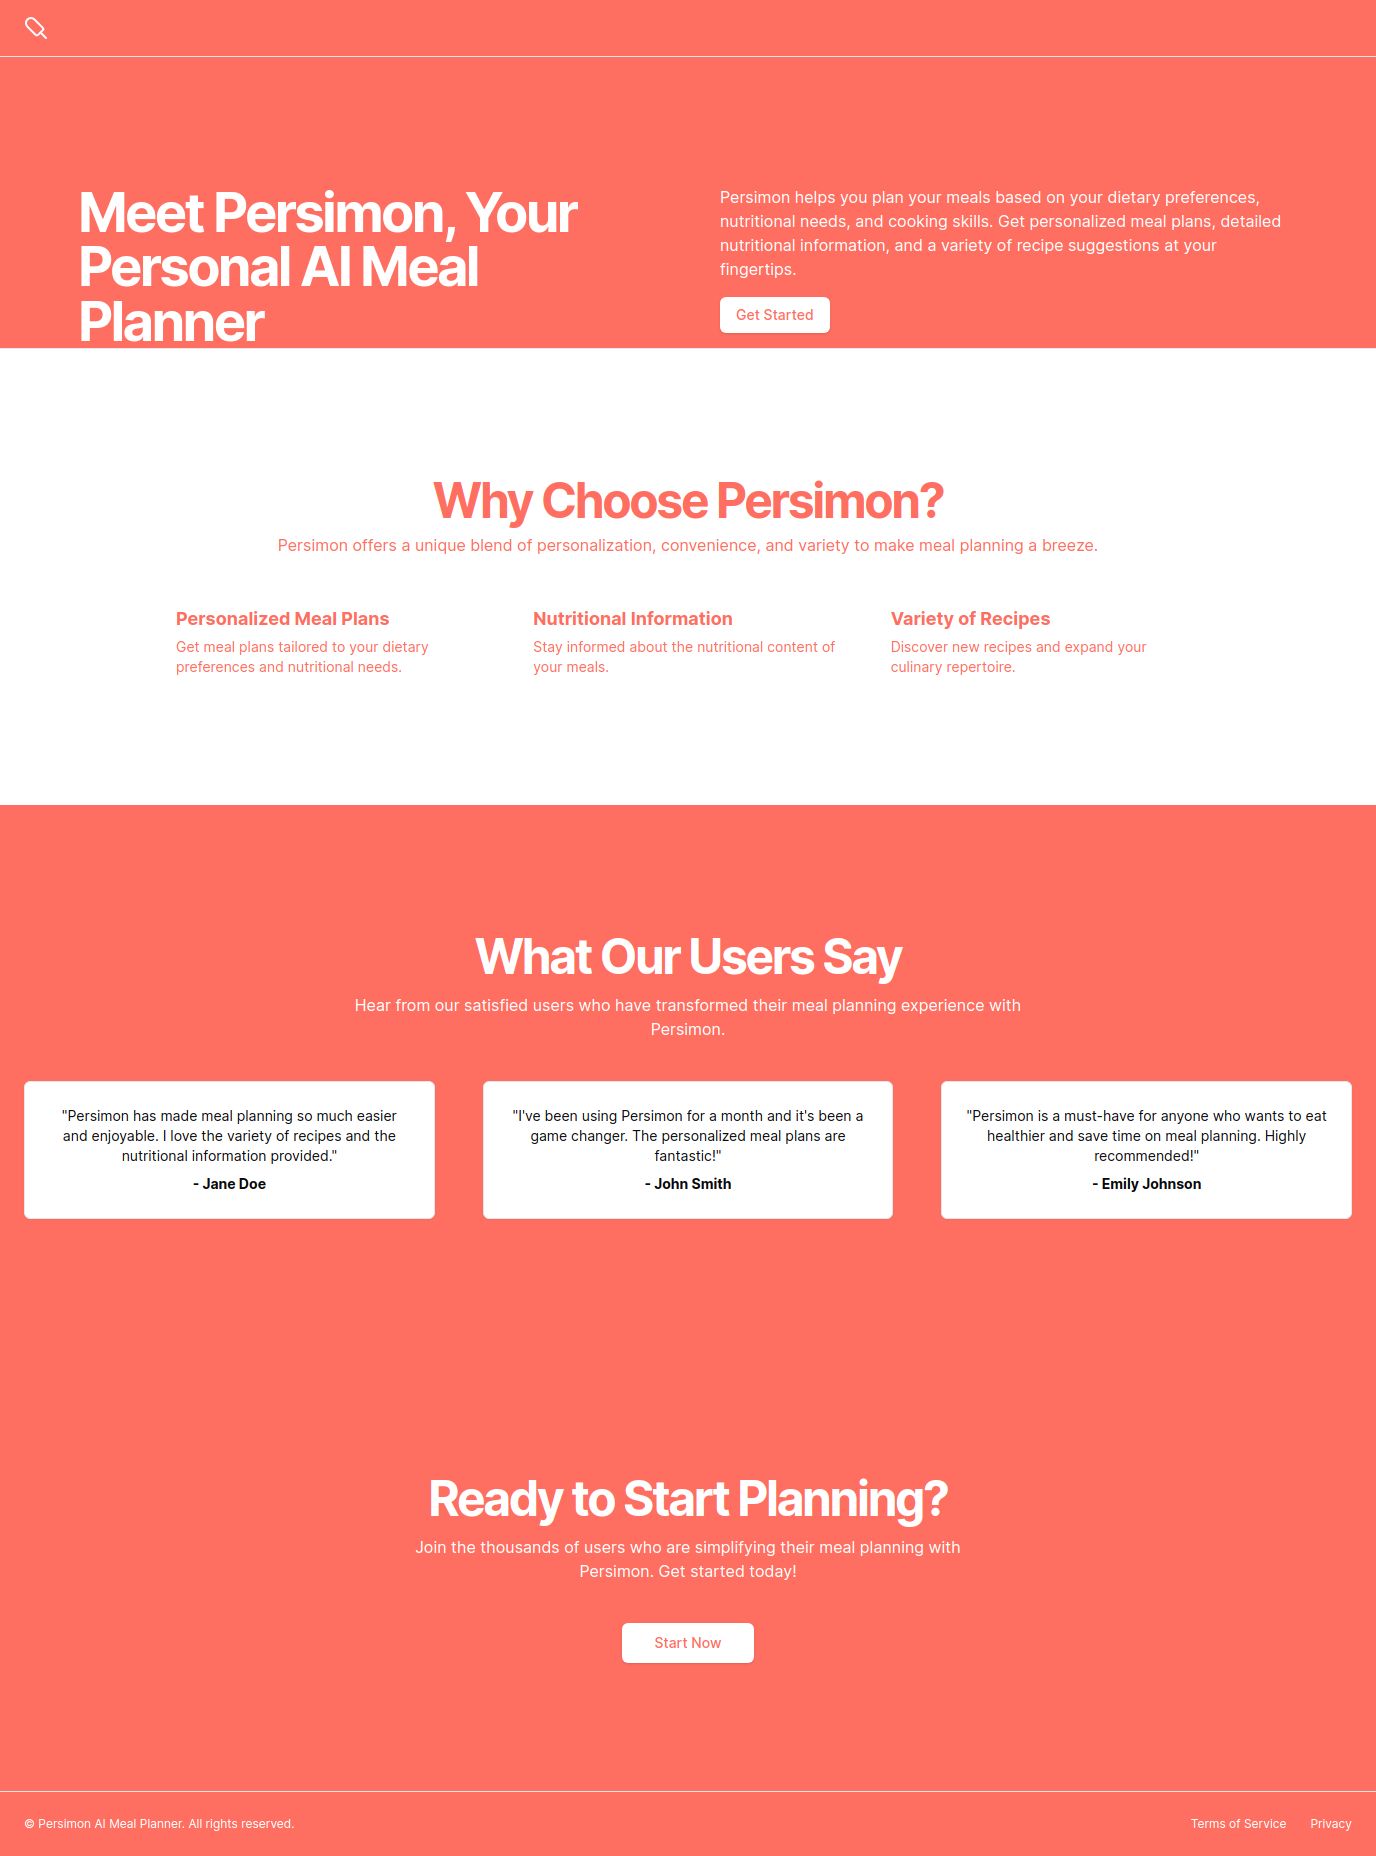 Meet Persimon, Your
Personal AI Meal
Planner
Persimon helps you plan your meals based on your dietary preferences,
nutritional needs, and cooking skills. Get personalized meal plans, detailed
nutritional information, and a variety of recipe suggestions at your
fingertips.
Get Started
Why Choose Persimon?
Persimon offers a unique blend of personalization, convenience, and variety to make meal planning a breeze.
Personalized Meal Plans
Get meal plans tailored to your dietary
preferences and nutritional needs.
Nutritional Information
Stay informed about the nutritional content of
your meals.
Variety of Recipes
Discover new recipes and expand your
culinary repertoire.
What Our Users Say
Hear from our satisfied users who have transformed their meal planning experience with
Persimon.
"Persimon has made meal planning so much easier
and enjoyable. I love the variety of recipes and the
nutritional information provided."
- Jane Doe
"I've been using Persimon for a month and it's been a
game changer. The personalized meal plans are
fantastic!"
- John Smith
"Persimon is a must-have for anyone who wants to eat
healthier and save time on meal planning. Highly
recommended!"
- Emily Johnson
Ready to Start Planning?
Join the thousands of users who are simplifying their meal planning with
Persimon. Get started today!
Start Now
© Persimon AI Meal Planner. All rights reserved.
Terms of Service
Privacy